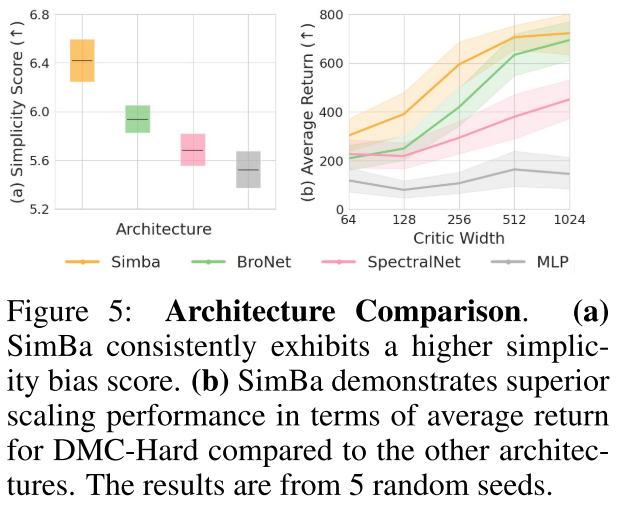 (a) Simplicity Score (↑)
6.8
6.4
6.0
5.6
5.2
Architecture
(b) Average Return (↑)
800
600
400
200
0
64 128 256 512 1024
Critic Width
Simba BroNet SpectralNet MLP
Figure 5: Architecture Comparison. (a)
SimBa consistently exhibits a higher simplic-
ity bias score. (b) SimBa demonstrates superior
scaling performance in terms of average return
for DMC-Hard compared to the other architec-
tures. The results are from 5 random seeds.